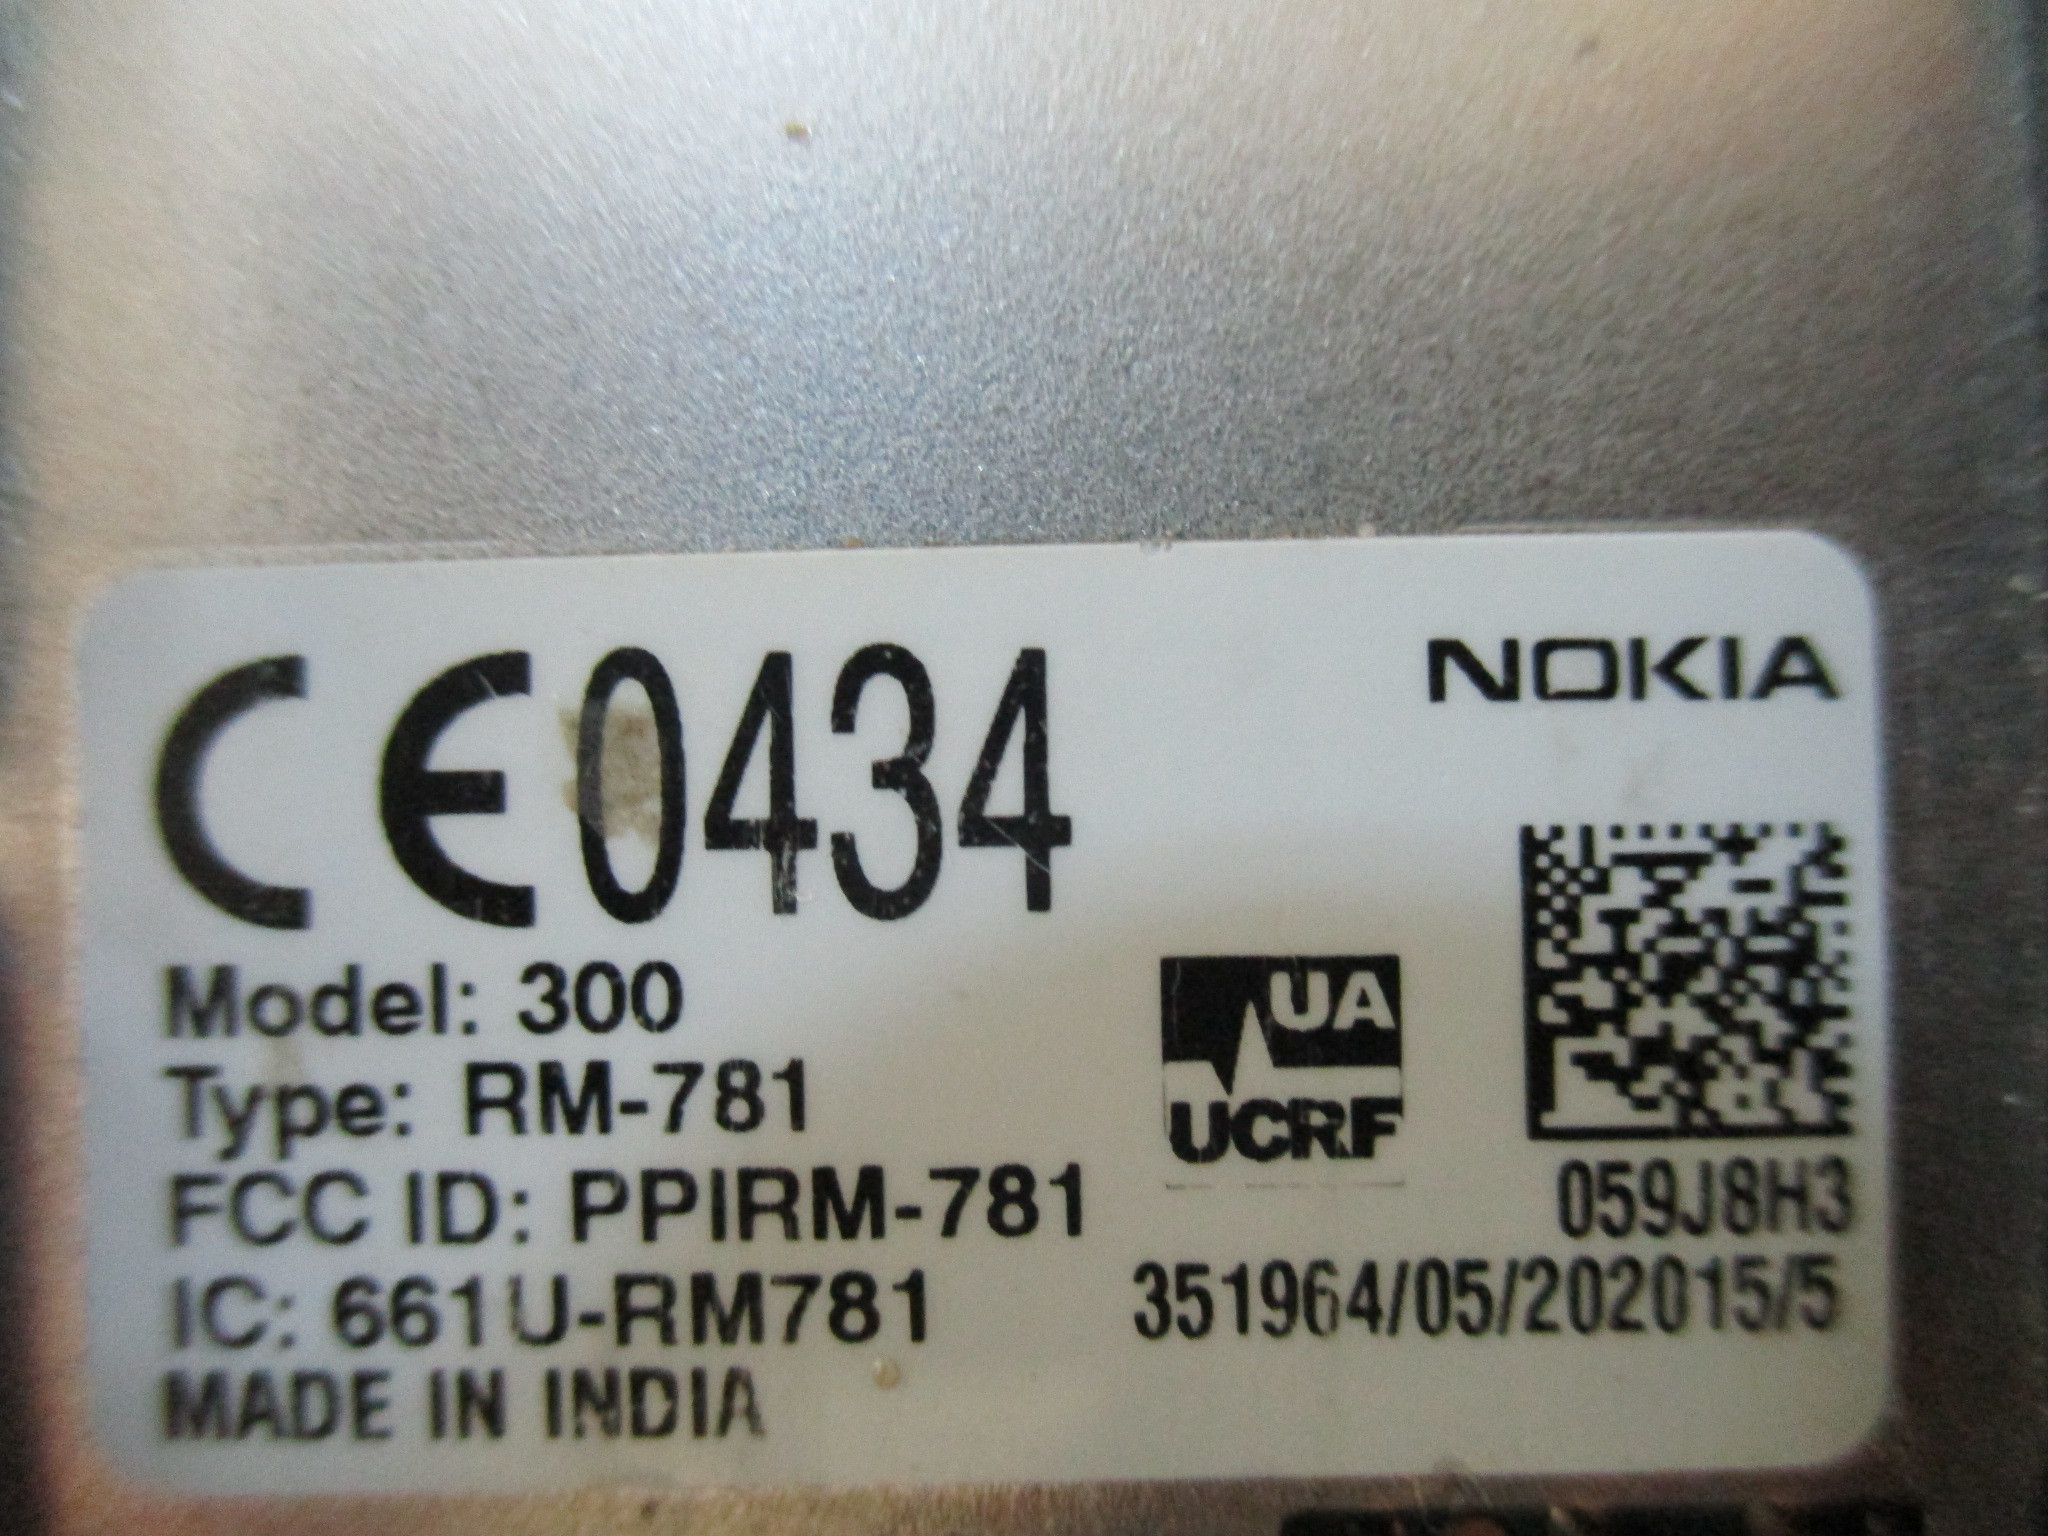 CE0434
NOKIA
Model: 300
Type: RM-781
FCC ID: PPIRM-781
IC: 661U-RM781
MADE IN INDIA
UA
UCRF
059J8H3
351964/05/202015/5